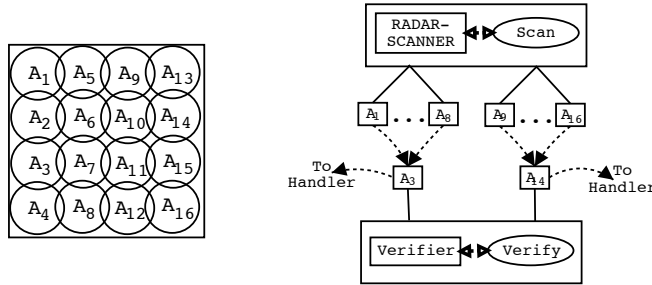 A1 A5 A9 A13
A2 A6 A10 A14
A3 A7 A11 A15
A4 A8 A12 A16
RADAR-
SCANNER
Scan
A1 ... A8
A9 ... A16
To
Handler
A3
A14
To
Handler
Verifier
Verify